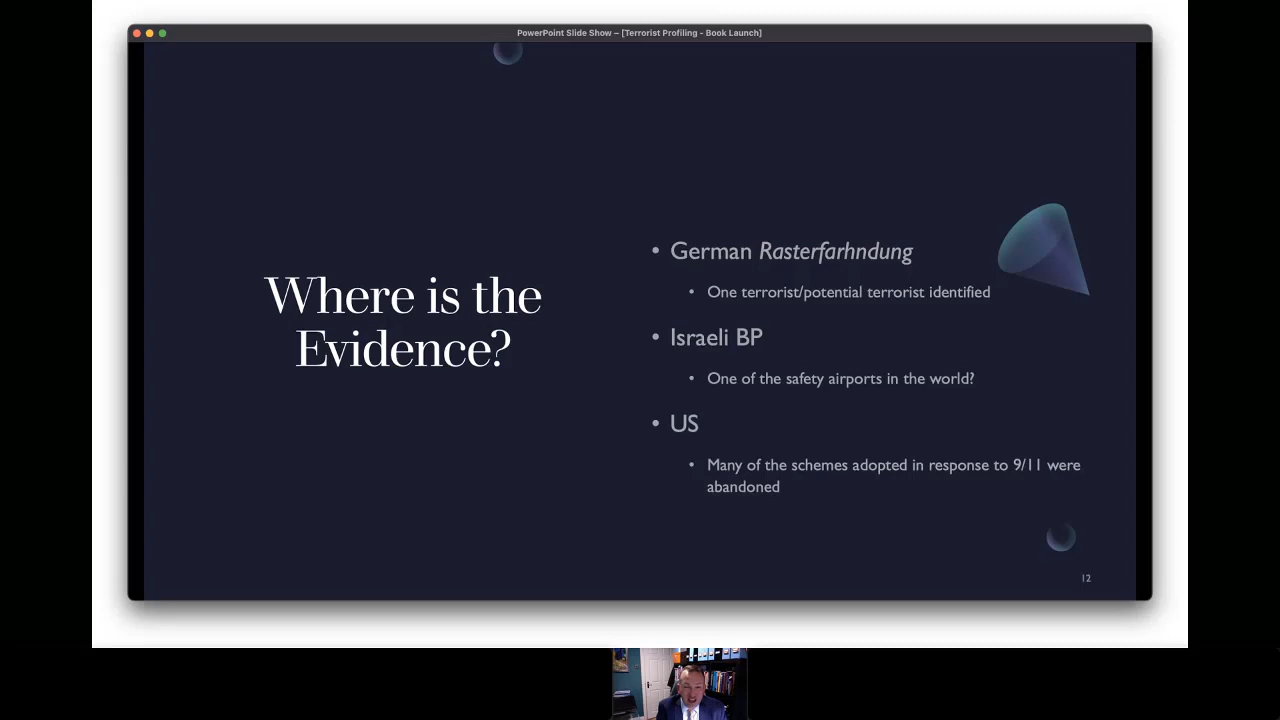 PowerPoint Slide Show – [Terrorist Profiling - Book Launch]
Where is the
Evidence?
• German Rasterfarhndung
• One terrorist/potential terrorist identified
• Israeli BP
• One of the safety airports in the world?
• US
• Many of the schemes adopted in response to 9/11 were
abandoned
12